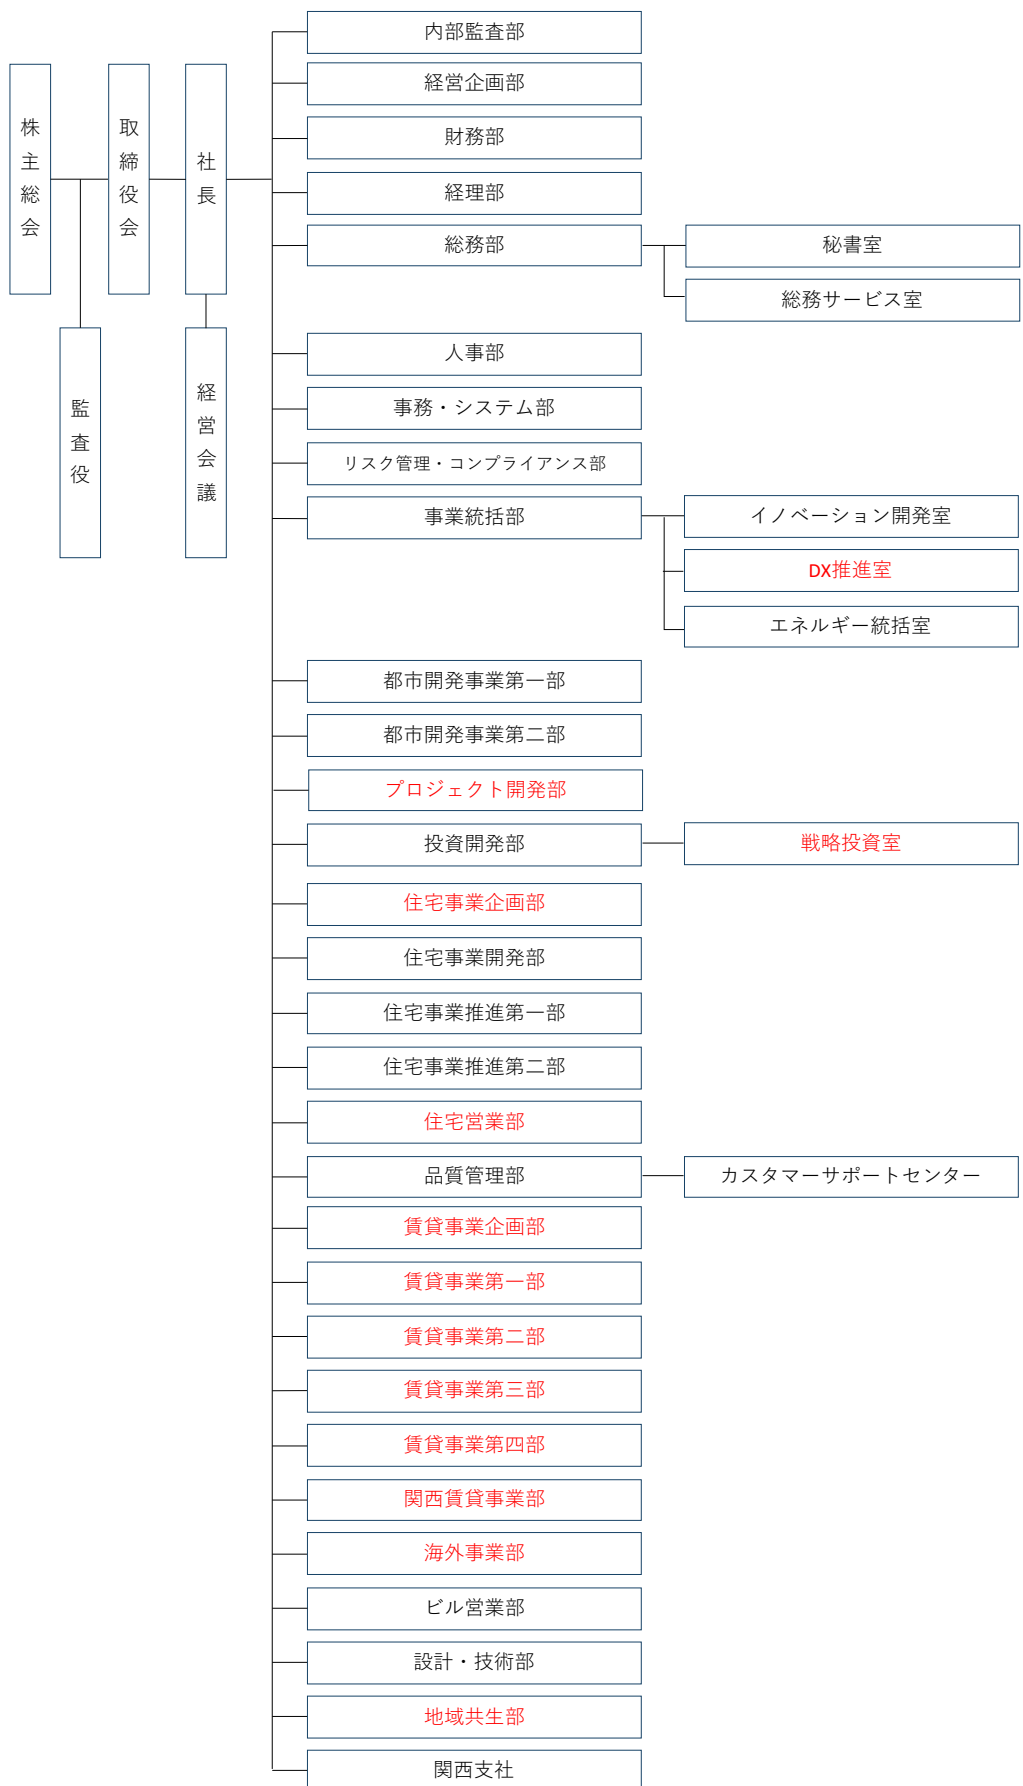 株主総会
取締役会
社長
監査役
経営会議
内部監査部
経営企画部
財務部
経理部
総務部
秘書室
総務サービス室
人事部
事務・システム部
リスク管理・コンプライアンス部
事業統括部
イノベーション開発室
DX推進室
エネルギー統括室
都市開発事業第一部
都市開発事業第二部
プロジェクト開発部
投資開発部
戦略投資室
住宅事業企画部
住宅事業開発部
住宅事業推進第一部
住宅事業推進第二部
住宅営業部
品質管理部
カスタマーサポートセンター
賃貸事業企画部
賃貸事業第一部
賃貸事業第二部
賃貸事業第三部
賃貸事業第四部
関西賃貸事業部
海外事業部
ビル営業部
設計・技術部
地域共生部
関西支社